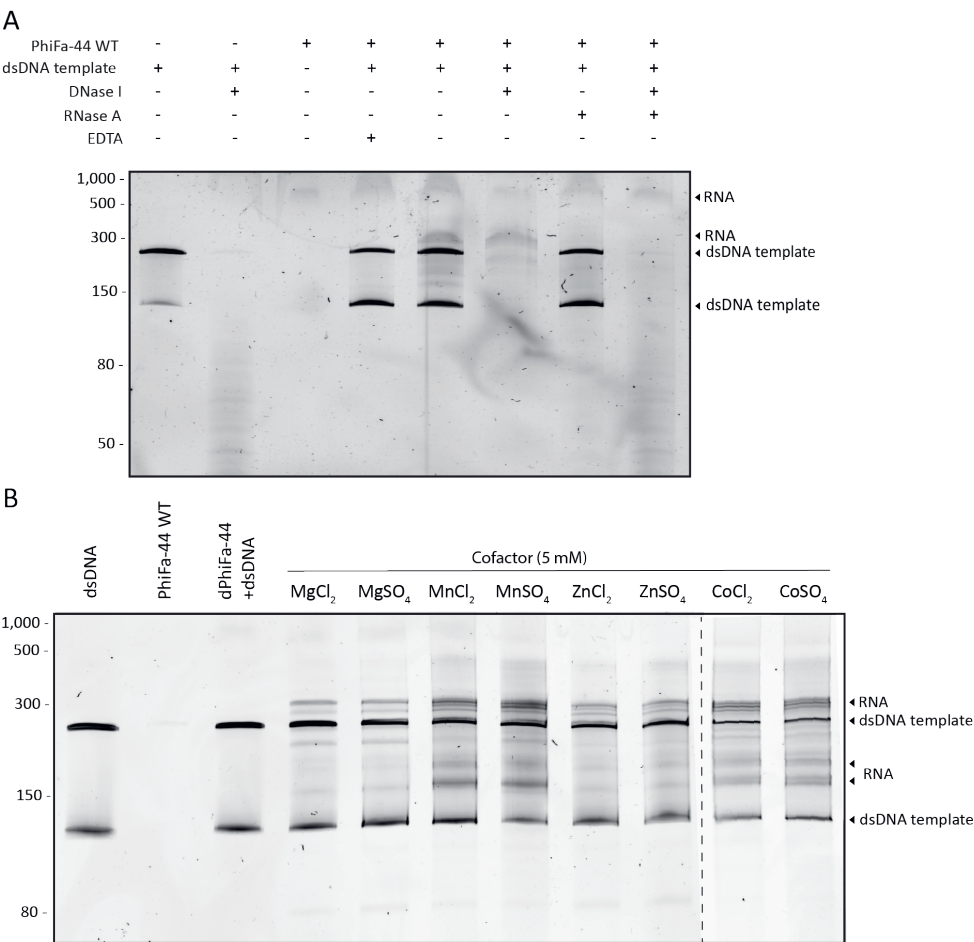 A
PhiFa-44 WT - - + + + + + +
dsDNA template + + - + + + + +
DNase I - + - - - + - +
RNase A - - - - - - + +
EDTA - - - + - - - -
1,000 -
500 -
300 -
150 -
80 -
50 -
RNA
RNA
dsDNA template
dsDNA template
B
dsDNA
PhiFa-44 WT
dPhiFa-44
+dsDNA
Cofactor (5 mM)
MgCl2 MgSO4 MnCl2 MnSO4 ZnCl2 ZnSO4 CoCl2 CoSO4
1,000 -
500 -
300 -
150 -
80 -
RNA
dsDNA template
RNA
dsDNA template